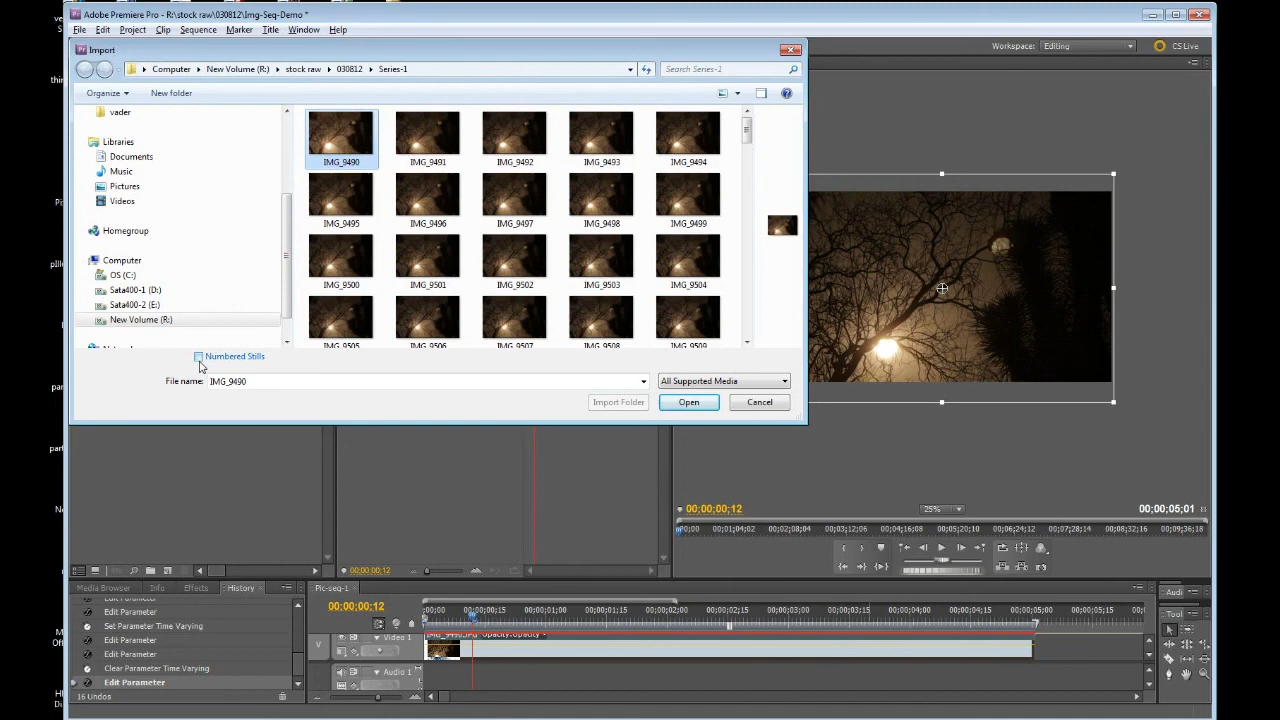 Adobe Premiere Pro - R:\stock raw\030812\Img-Seq-Demo *
File Edit Project Clip Sequence Marker Title Window Help
Workspace: Editing CS Live
Import
Computer New Volume (R:) stock raw 030812 Series-1
Search Series-1
Organize New folder
vader
Libraries
Documents
Music
Pictures
Videos
Homegroup
Computer
OS (C:)
Sata400-1 (D:)
Sata400-2 (E:)
New Volume (R:)
IMG_9490 IMG_9491 IMG_9492 IMG_9493 IMG_9494
IMG_9495 IMG_9496 IMG_9497 IMG_9498 IMG_9499
IMG_9500 IMG_9501 IMG_9502 IMG_9503 IMG_9504
IMG_9505 IMG_9506 IMG_9507 IMG_9508 IMG_9509
Numbered Stills
File name: IMG_9490 All Supported Media
Import Folder Open Cancel
00;00;00;12 25% 00;00;05;01
00;00 00;01;04;02 00;02;08;04 00;03;12;06 00;04;16;08 00;05;20;10 00;06;24;12 00;07;28;14 00;08;32;16 00;09;36;18
00;00;00;12
Media Browser Info Effects History
Edit Parameter
Edit Parameter
Set Parameter Time Varying
Edit Parameter
Edit Parameter
Clear Parameter Time Varying
Edit Parameter
16 Undos
Pic-seq-1
00;00;00;12
;00;00 00;00;00;15 00;00;01;00 00;00;01;15 00;00;02;00 00;00;02;15 00;00;03;00 00;00;03;15 00;00;04;00 00;00;04;15 00;00;05;00 00;00;05;15
V Video 1
IMG_9490.JPG Opacity:Opacity
Audio 1
Audi
Tool